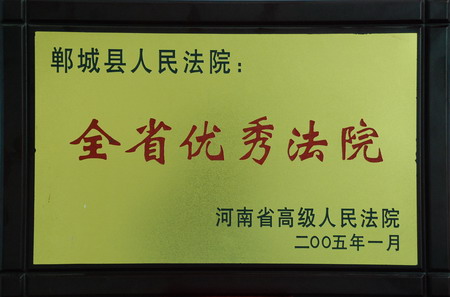 郸城县人民法院：
全省优秀法院
河南省高级人民法院
二〇〇五年一月